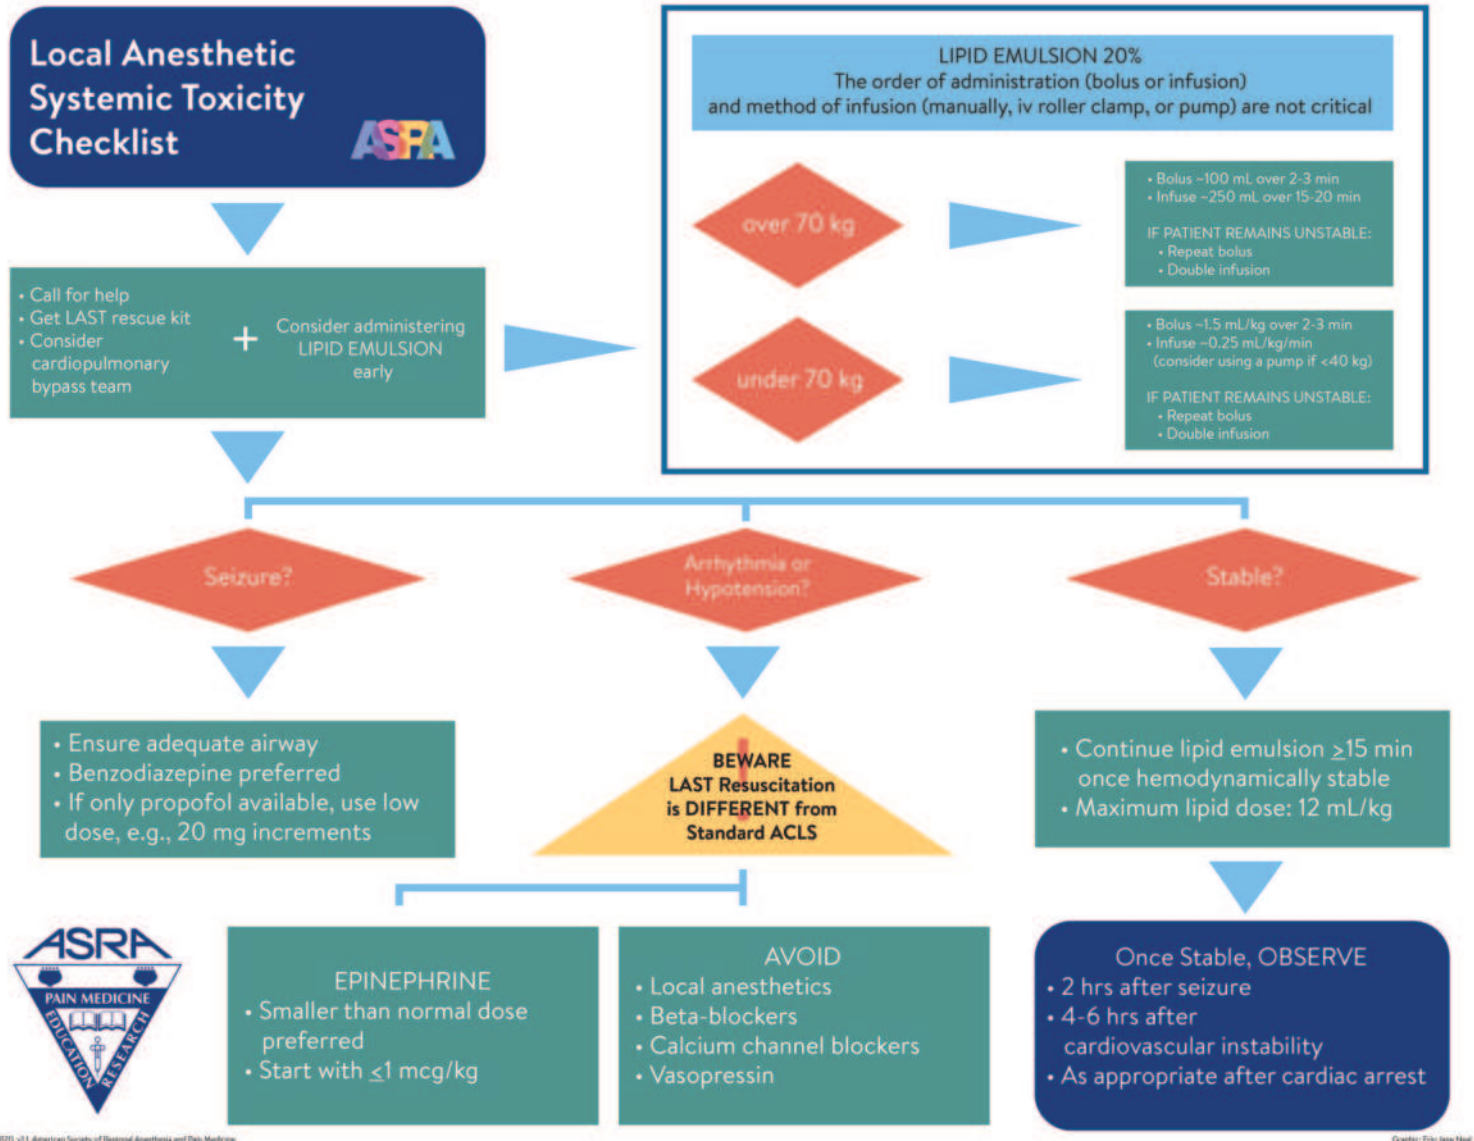 Local Anesthetic
Systemic Toxicity
Checklist
ASRA
• Call for help
• Get LAST rescue kit
• Consider
cardiopulmonary
bypass team
+
Consider administering
LIPID EMULSION
early
LIPID EMULSION 20%
The order of administration (bolus or infusion)
and method of infusion (manually, iv roller clamp, or pump) are not critical
over 70 kg
• Bolus ~100 mL over 2-3 min
• Infuse ~250 mL over 15-20 min
IF PATIENT REMAINS UNSTABLE:
• Repeat bolus
• Double infusion
under 70 kg
• Bolus ~1.5 mL/kg over 2-3 min
• Infuse ~0.25 mL/kg/min
(consider using a pump if <40 kg)
IF PATIENT REMAINS UNSTABLE:
• Repeat bolus
• Double infusion
Seizure?
• Ensure adequate airway
• Benzodiazepine preferred
• If only propofol available, use low
dose, e.g., 20 mg increments
Arrhythmia or
Hypotension?
BEWARE
LAST Resuscitation
is DIFFERENT from
Standard ACLS
EPINEPHRINE
• Smaller than normal dose
preferred
• Start with ≤1 mcg/kg
AVOID
• Local anesthetics
• Beta-blockers
• Calcium channel blockers
• Vasopressin
Stable?
• Continue lipid emulsion ≥15 min
once hemodynamically stable
• Maximum lipid dose: 12 mL/kg
Once Stable, OBSERVE
• 2 hrs after seizure
• 4-6 hrs after
cardiovascular instability
• As appropriate after cardiac arrest
ASRA
PAIN MEDICINE
EDUCATION
RESEARCH
American Society of Regional Anesthesia and Pain Medicine